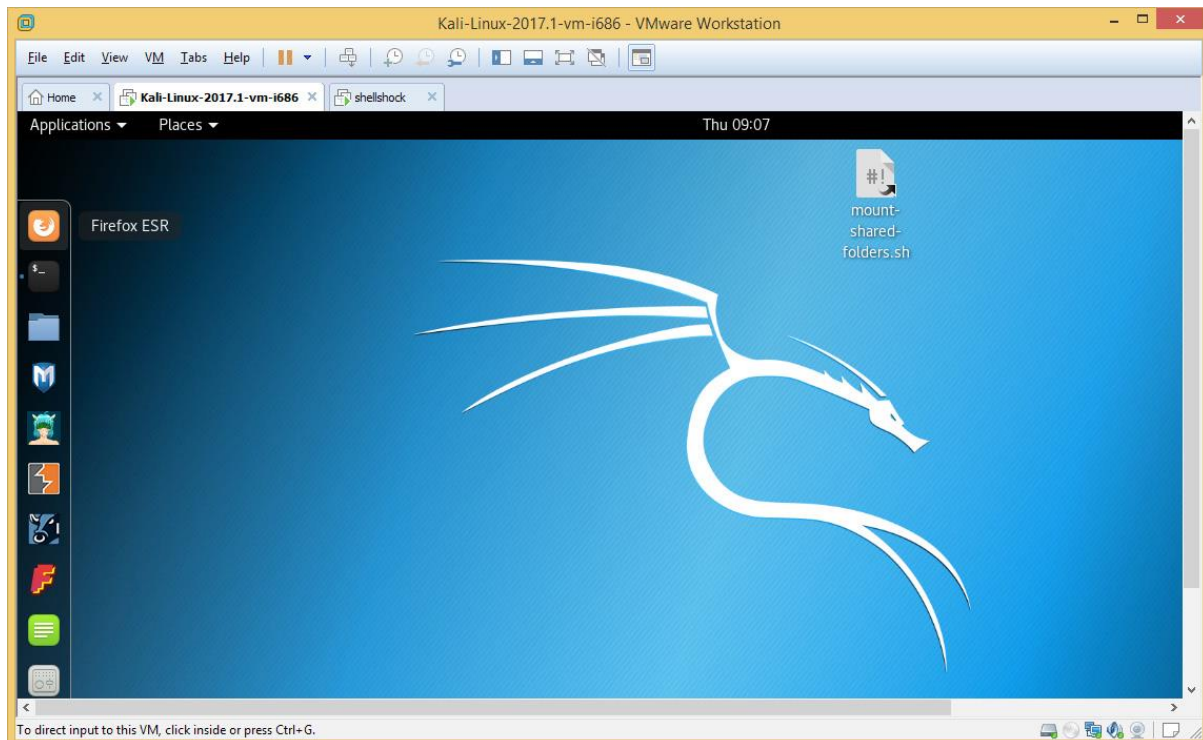 Kali-Linux-2017.1-vm-i686 - VMware Workstation
File Edit View VM Tabs Help
Home Kali-Linux-2017.1-vm-i686 shellshock
Applications Places Thu 09:07
#!
mount-
shared-
folders.sh
Firefox ESR
$_
To direct input to this VM, click inside or press Ctrl+G.